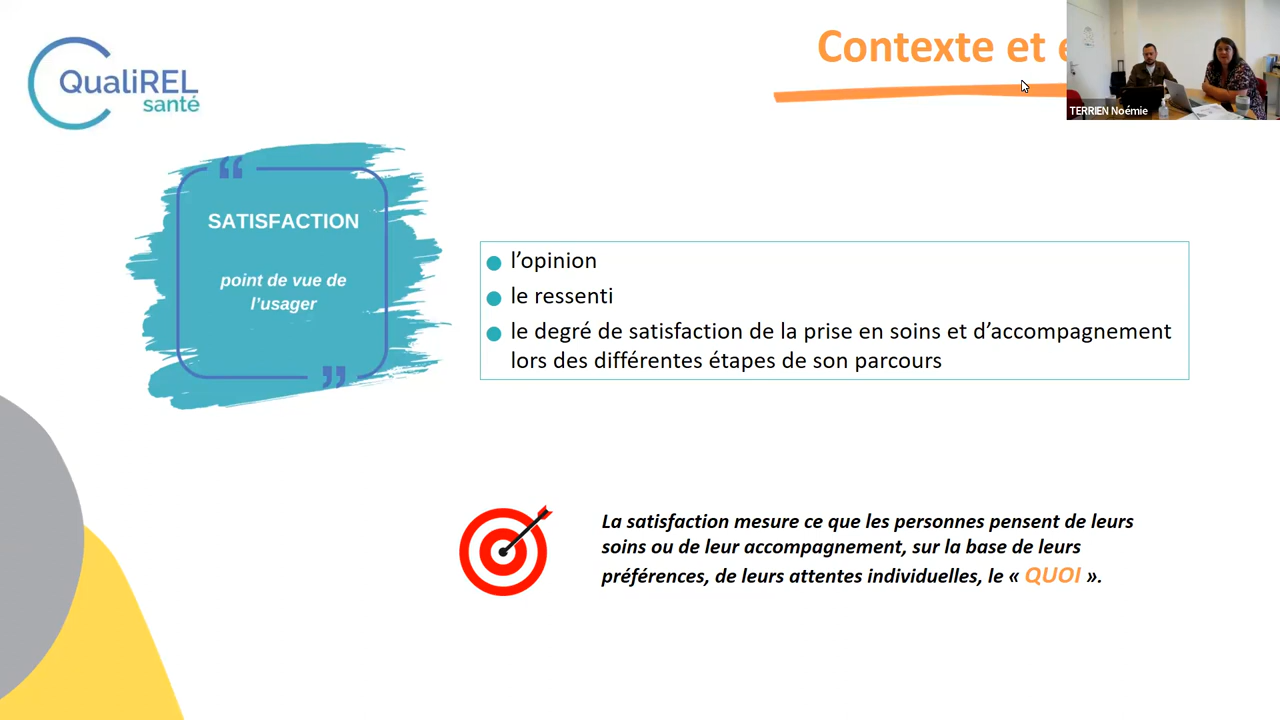 Contexte et
QualiREL
santé
TERRIEN Noémie
“
SATISFACTION
point de vue de
l’usager
”
l’opinion
le ressenti
le degré de satisfaction de la prise en soins et d’accompagnement
lors des différentes étapes de son parcours
La satisfaction mesure ce que les personnes pensent de leurs
soins ou de leur accompagnement, sur la base de leurs
préférences, de leurs attentes individuelles, le « QUOI ».